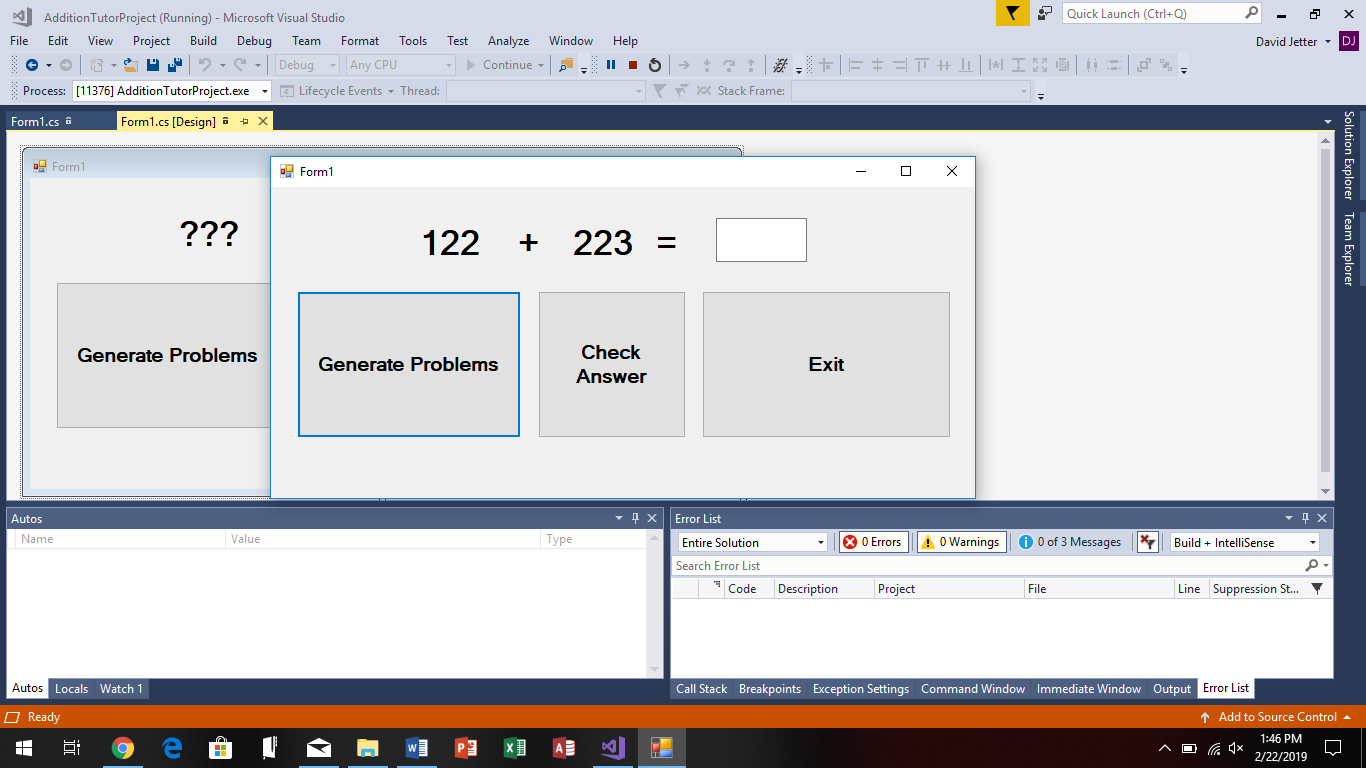 AdditionTutorProject (Running) - Microsoft Visual Studio
Quick Launch (Ctrl+Q)
File Edit View Project Build Debug Team Format Tools Test Analyze Window Help
David Jetter DJ
Debug Any CPU Continue
Process: [11376] AdditionTutorProject.exe Lifecycle Events Thread: Stack Frame:
Form1.cs Form1.cs [Design]
Solution Explorer
Team Explorer
Form1
???
Generate Problems
Form1
122 + 223 =
Generate Problems
Check
Answer
Exit
Autos
Name Value Type
Autos Locals Watch 1
Error List
Entire Solution 0 Errors 0 Warnings 0 of 3 Messages Build + IntelliSense
Search Error List
Code Description Project File Line Suppression St...
Call Stack Breakpoints Exception Settings Command Window Immediate Window Output Error List
Ready
Add to Source Control
1:46 PM
2/22/2019